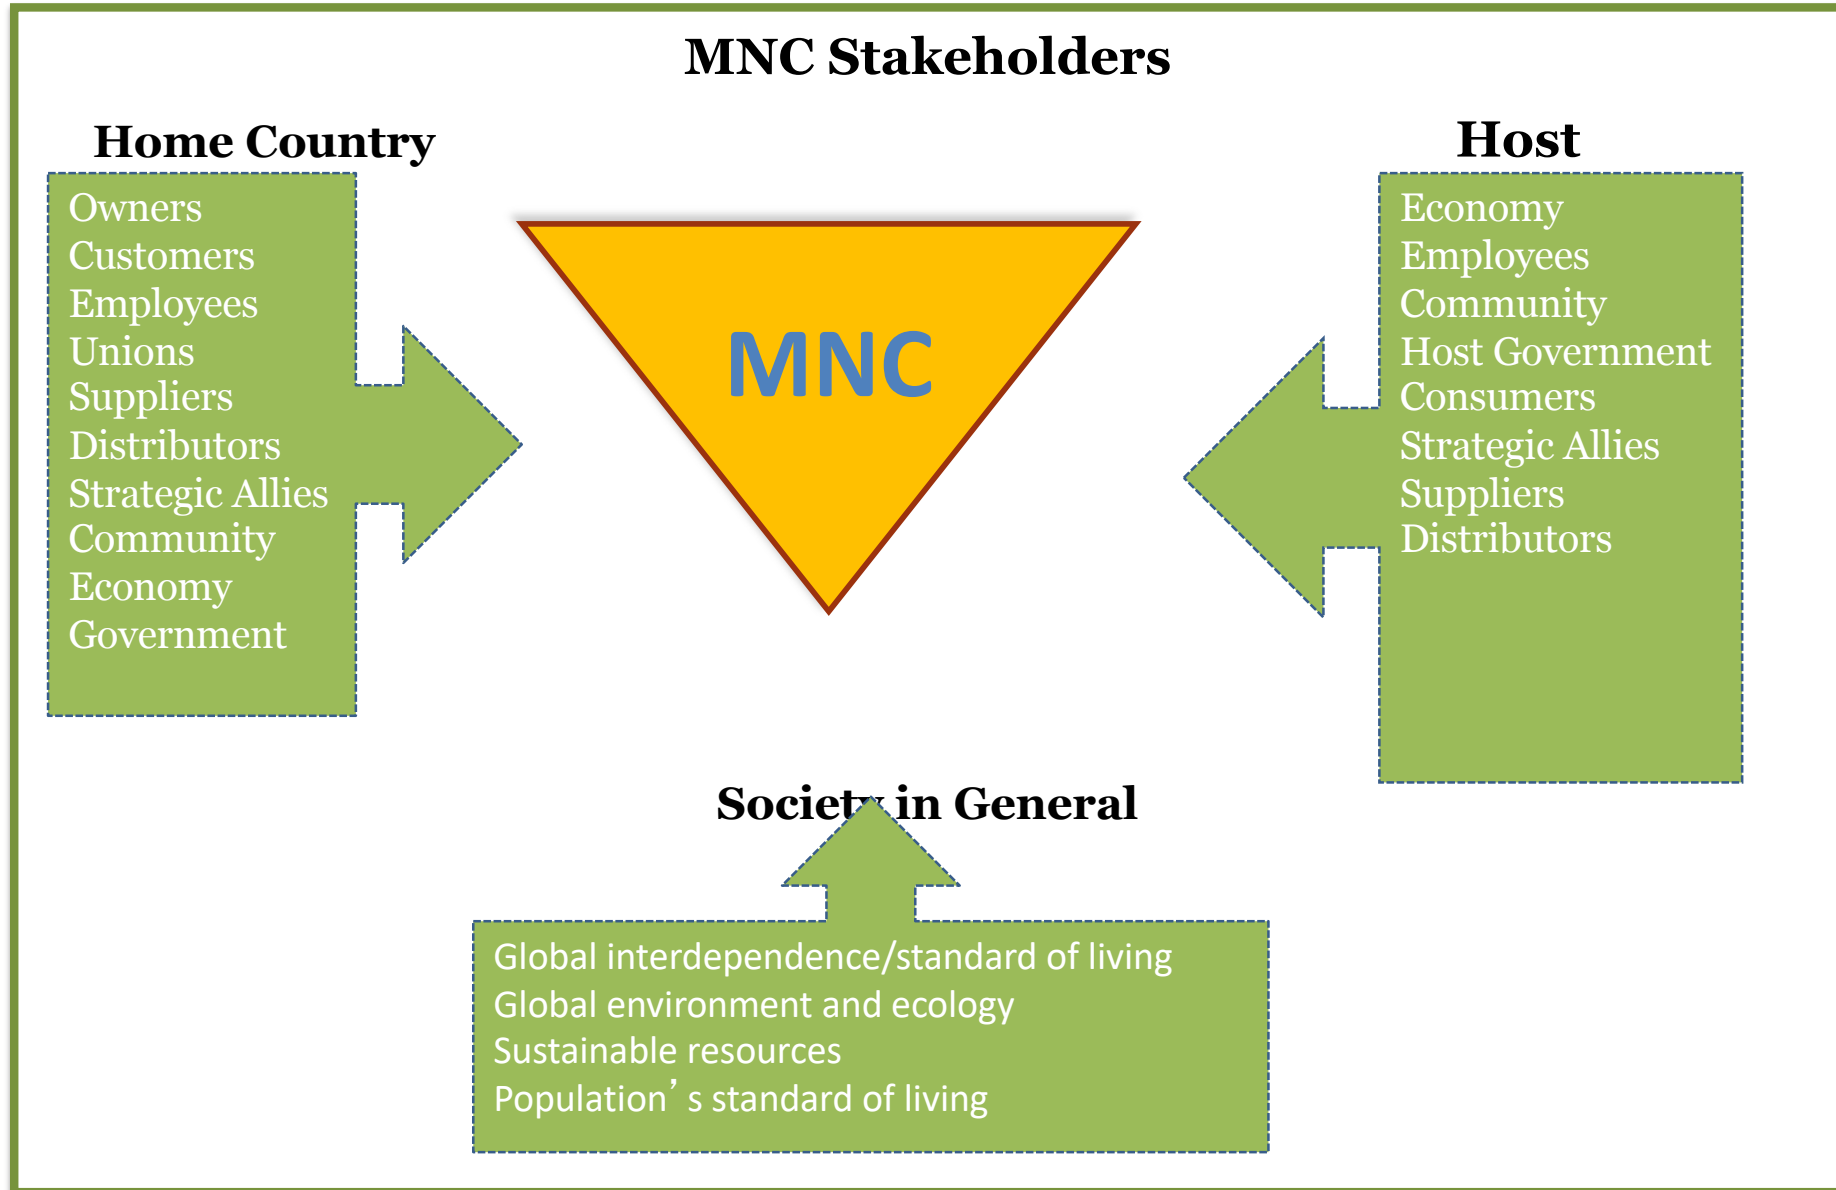 MNC Stakeholders
Home Country
Owners
Customers
Employees
Unions
Suppliers
Distributors
Strategic Allies
Community
Economy
Government
MNC
Host
Economy
Employees
Community
Host Government
Consumers
Strategic Allies
Suppliers
Distributors
Society in General
Global interdependence/standard of living
Global environment and ecology
Sustainable resources
Population’s standard of living